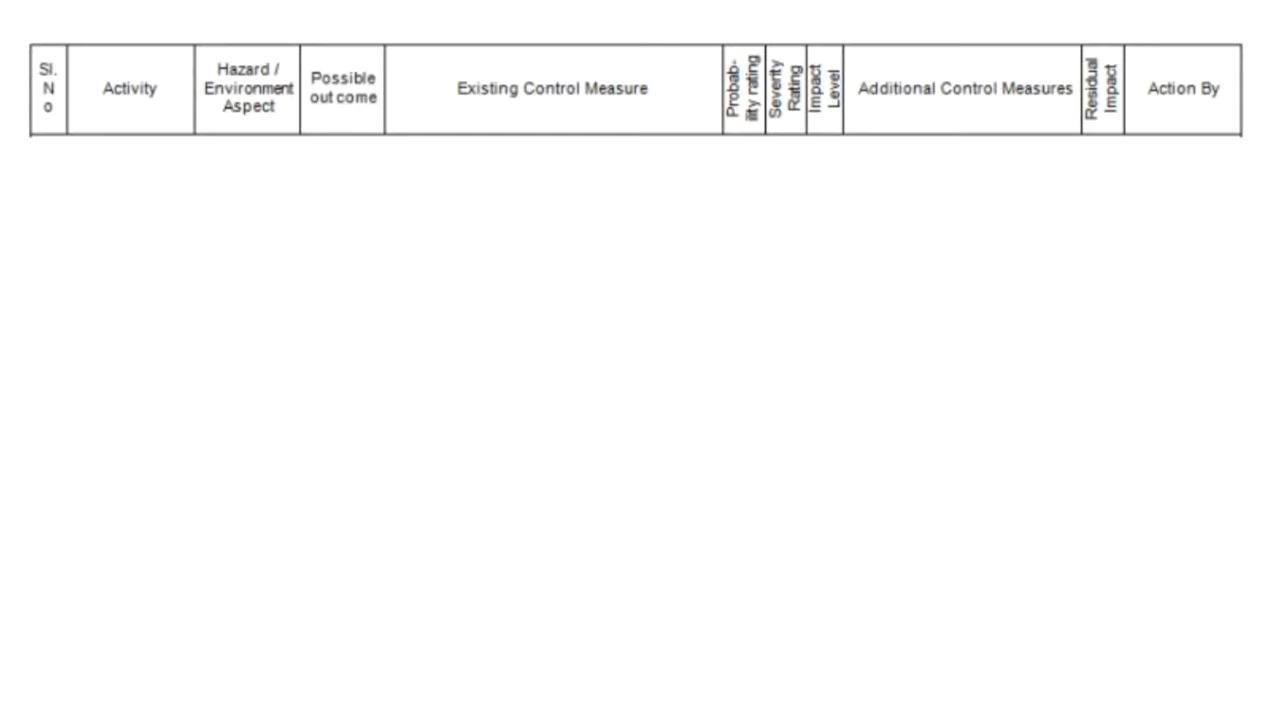 Sl.
N
o
Activity
Hazard /
Environment
Aspect
Possible
out come
Existing Control Measure
Probab-
ility rating
Severity
Rating
Impact
Level
Additional Control Measures
Residual
Impact
Action By